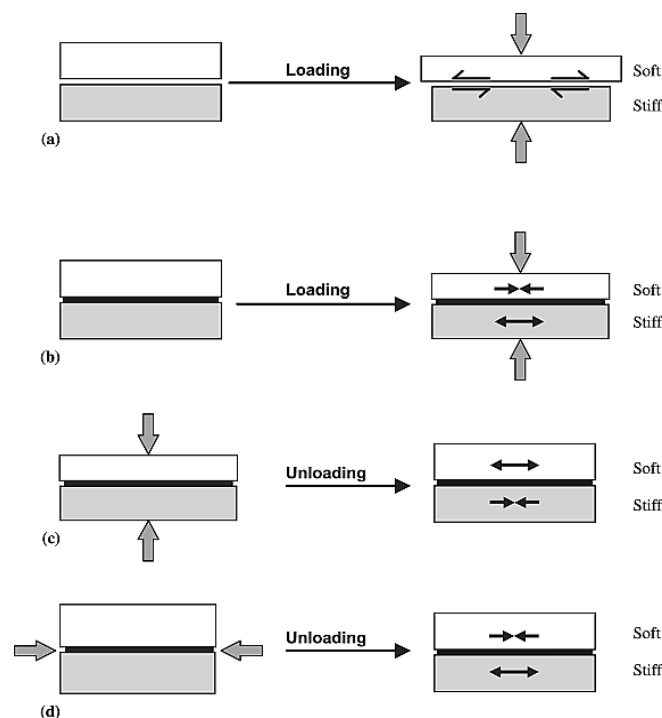 Loading
Soft
Stiff
(a)
Loading
Soft
Stiff
(b)
Unloading
Soft
Stiff
(c)
Unloading
Soft
Stiff
(d)